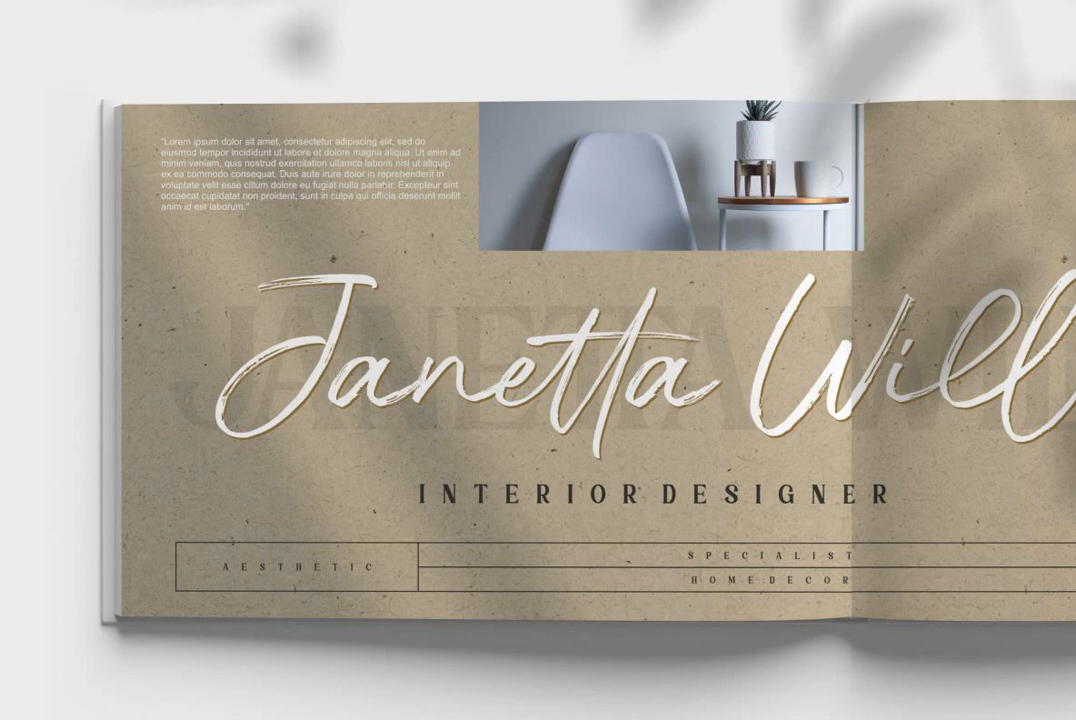 "Lorem ipsum dolor sit amet, consectetur adipiscing elit, sed do
eiusmod tempor incididunt ut labore et dolore magna aliqua. Ut enim ad
minim veniam, quis nostrud exercitation ullamco laboris nisi ut aliquip
ex ea commodo consequat. Duis aute irure dolor in reprehenderit in
voluptate velit esse cillum dolore eu fugiat nulla pariatur. Excepteur sint
occaecat cupidatat non proident, sunt in culpa qui officia deserunt mollit
anim id est laborum."
JANETTA WI
Janetta Will
INTERIOR DESIGNER
AESTHETIC
SPECIALIST
HOMEDECOR